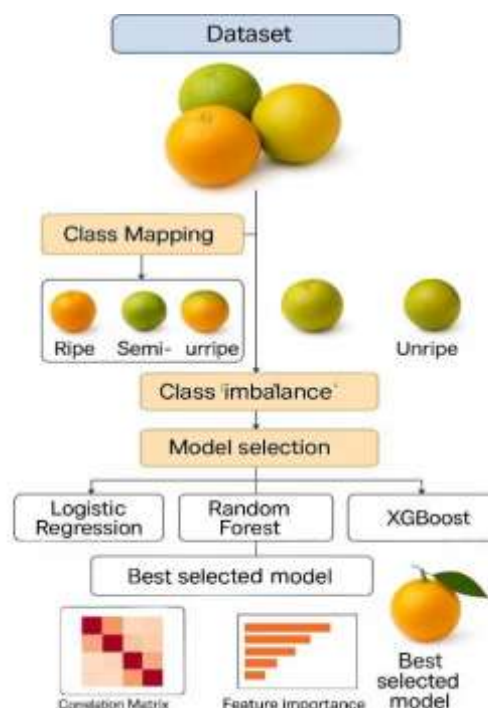 Dataset
Class Mapping
Ripe Semi- urripe
Unripe
Class 'imbalance'
Model selection
Logistic
Regression
Random
Forest
XGBoost
Best selected model
Best
selected
model
Correlation Matrix
Feature importance